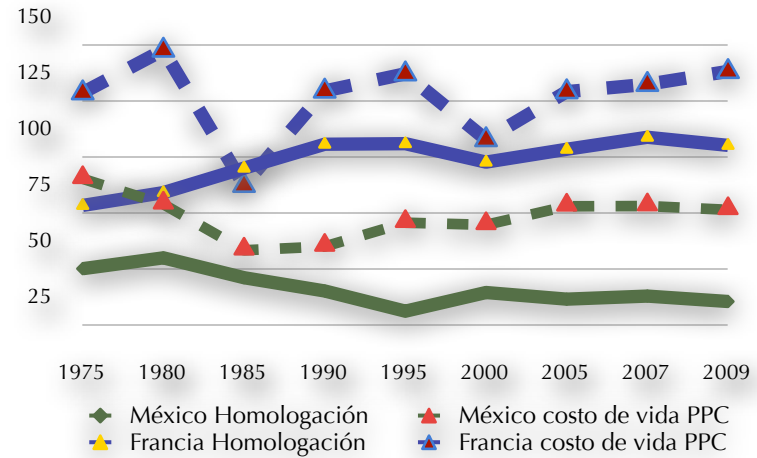 150
125
100
75
50
25
1975 1980 1985 1990 1995 2000 2005 2007 2009
México Homologación México costo de vida PPC
Francia Homologación Francia costo de vida PPC